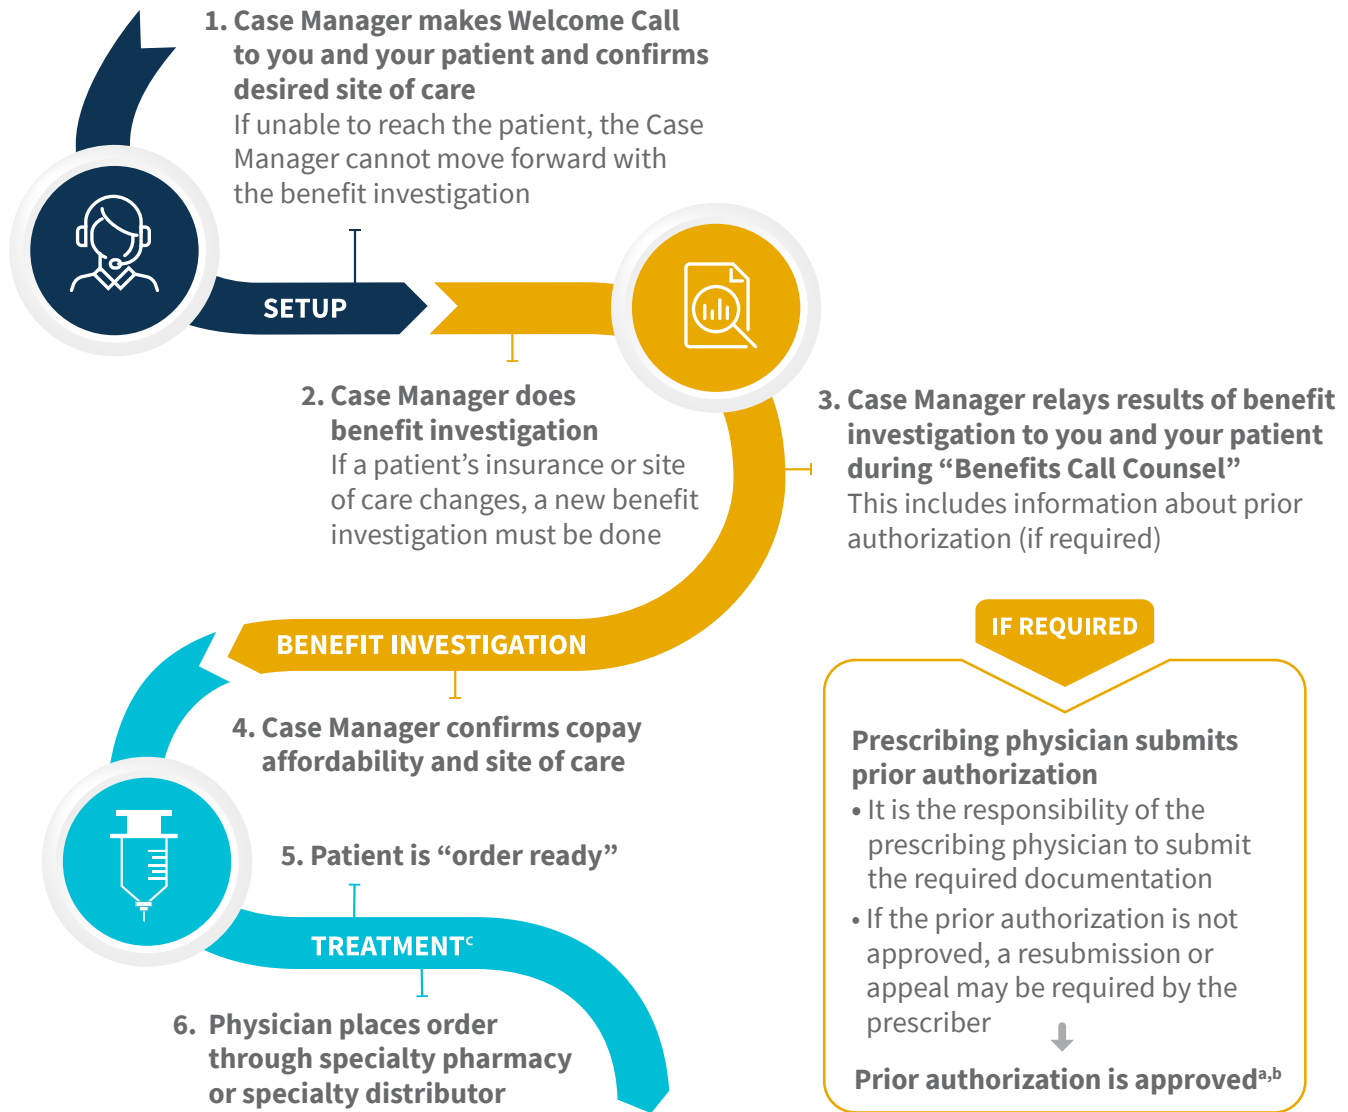 1. Case Manager makes Welcome Call
to you and your patient and confirms
desired site of care
If unable to reach the patient, the Case
Manager cannot move forward with
the benefit investigation
SETUP
2. Case Manager does
benefit investigation
If a patient’s insurance or site
of care changes, a new benefit
investigation must be done
3. Case Manager relays results of benefit
investigation to you and your patient
during “Benefits Call Counsel”
This includes information about prior
authorization (if required)
IF REQUIRED
Prescribing physician submits
prior authorization
• It is the responsibility of the
prescribing physician to submit
the required documentation
• If the prior authorization is not
approved, a resubmission or
appeal may be required by the
prescriber
Prior authorization is approvedᵃ,ᵇ
BENEFIT INVESTIGATION
4. Case Manager confirms copay
affordability and site of care
5. Patient is “order ready”
TREATMENTᶜ
6. Physician places order
through specialty pharmacy
or specialty distributor